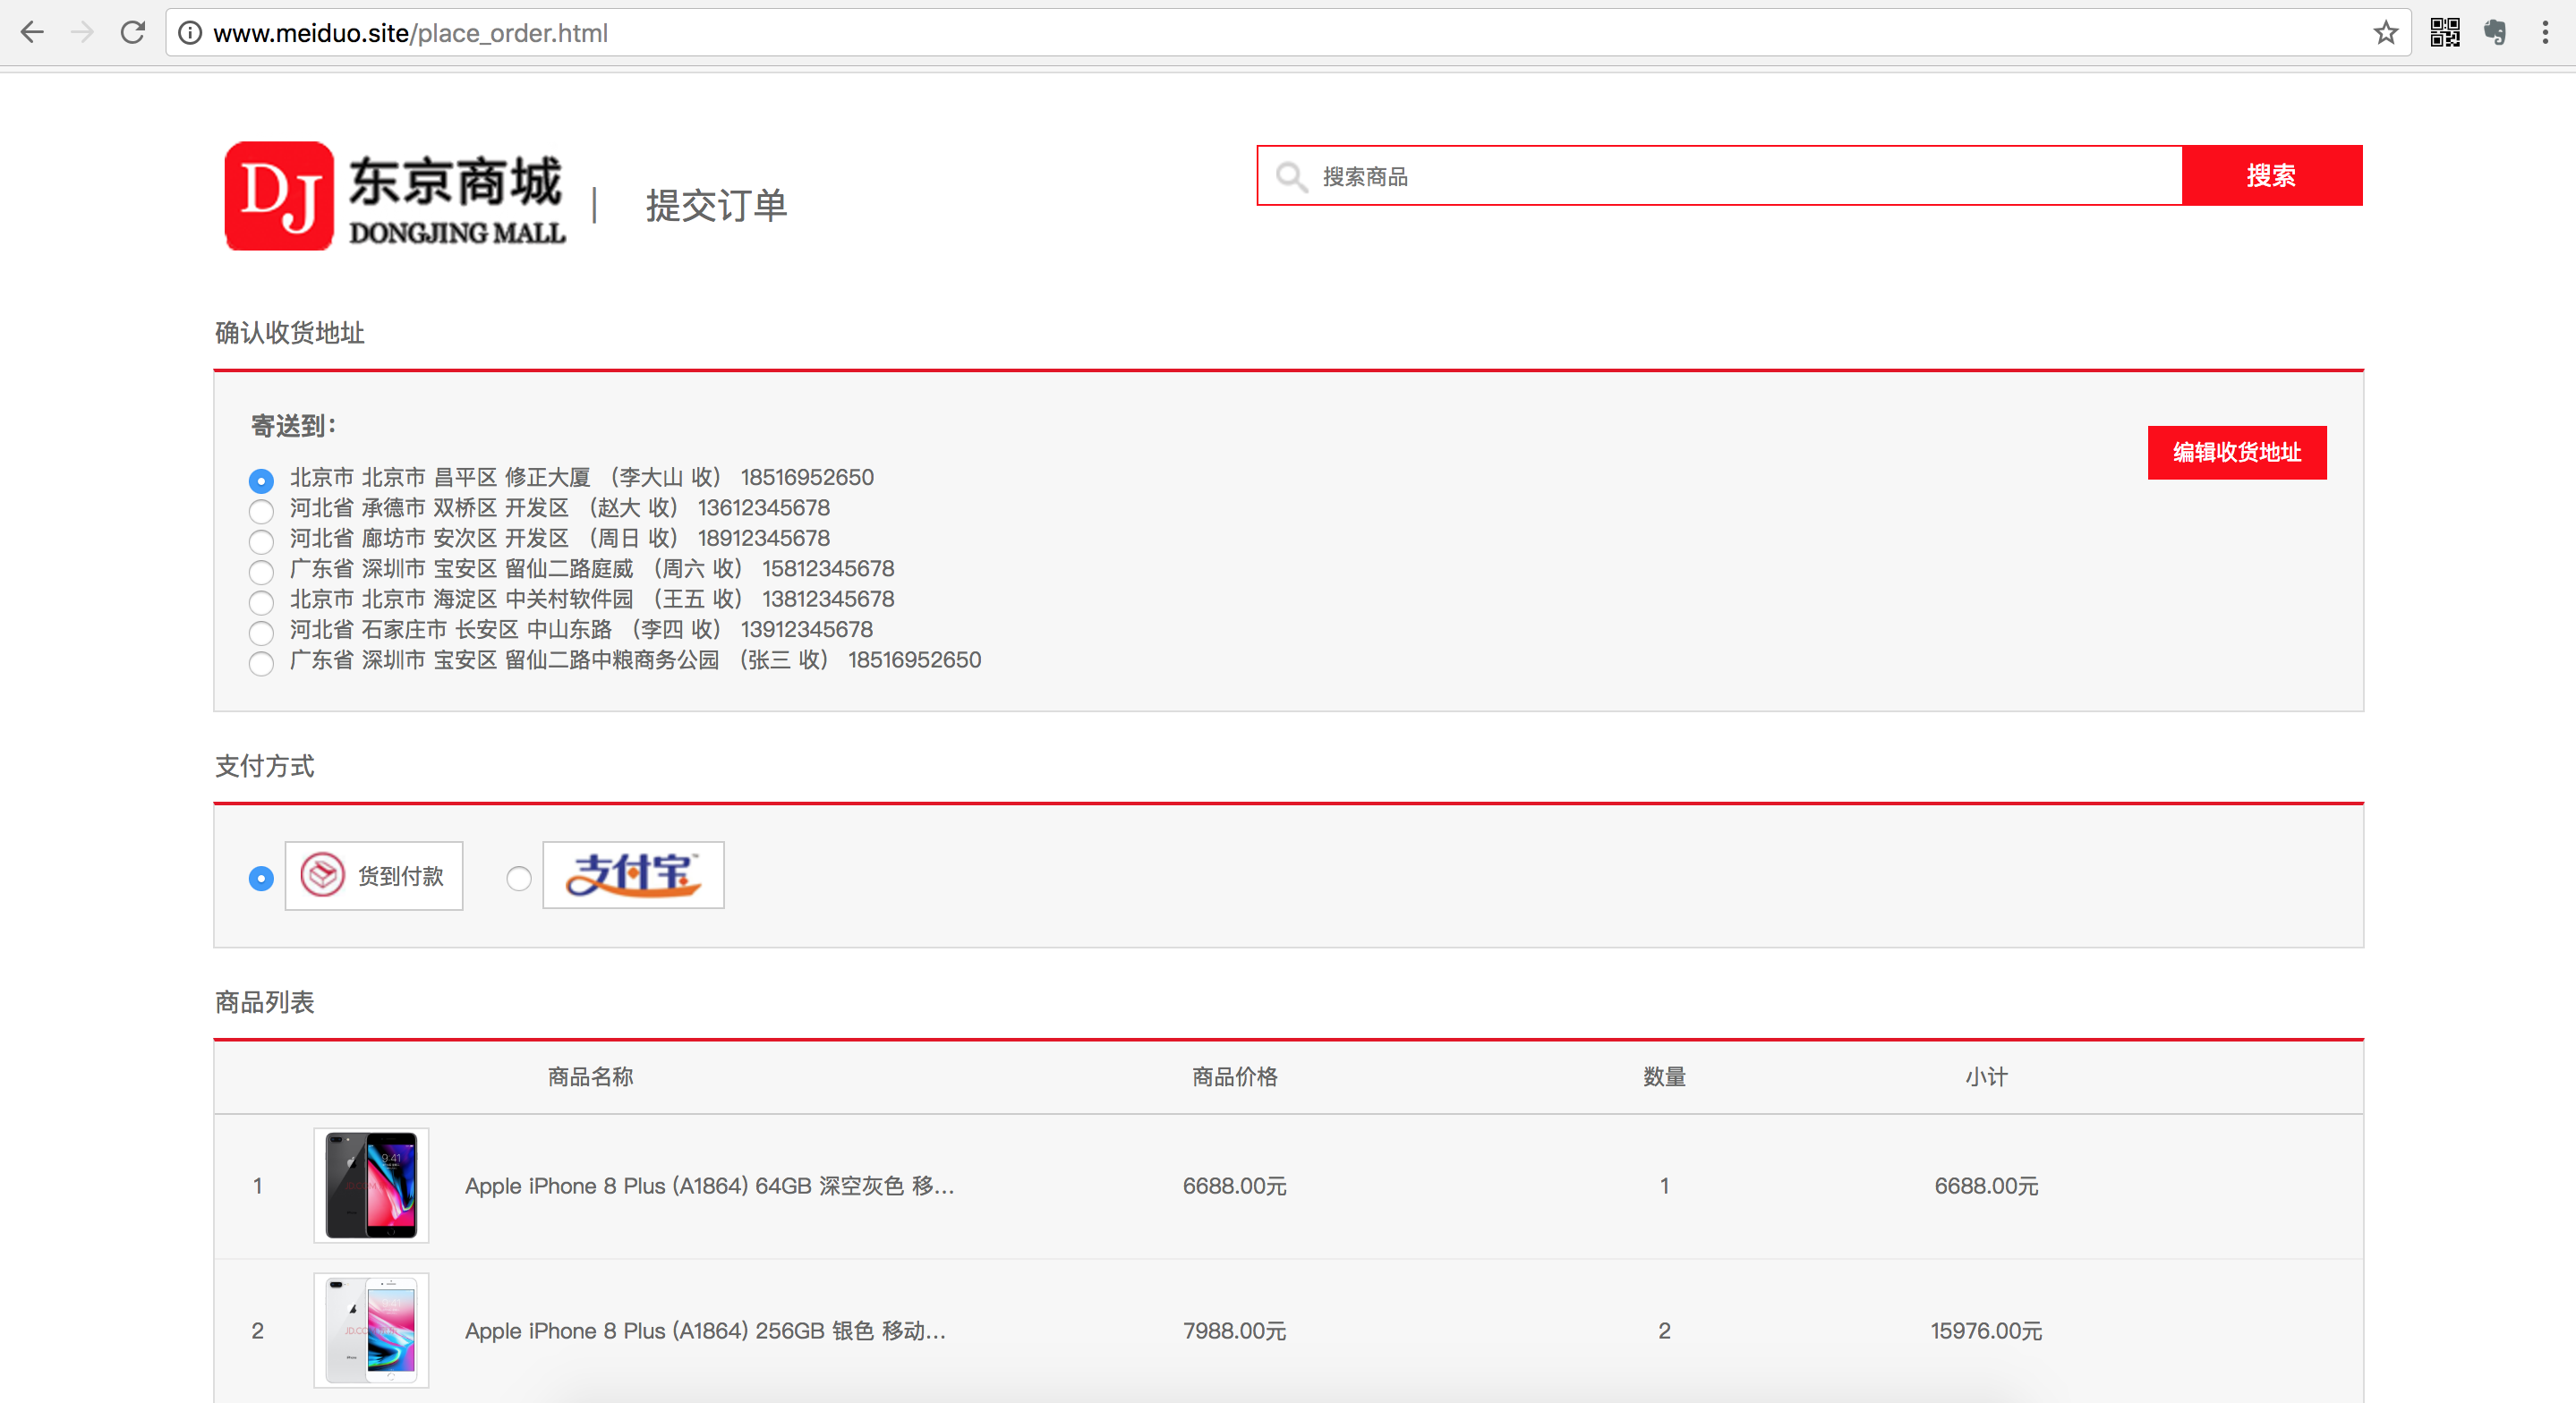 www.meiduo.site/place_order.html
DJ 东京商城
DONGJING MALL
| 提交订单
搜索商品
搜索
确认收货地址
寄送到：
编辑收货地址
北京市 北京市 昌平区 修正大厦 （李大山 收） 18516952650
河北省 承德市 双桥区 开发区 （赵大 收） 13612345678
河北省 廊坊市 安次区 开发区 （周日 收） 18912345678
广东省 深圳市 宝安区 留仙二路庭威 （周六 收） 15812345678
北京市 北京市 海淀区 中关村软件园 （王五 收） 13812345678
河北省 石家庄市 长安区 中山东路 （李四 收） 13912345678
广东省 深圳市 宝安区 留仙二路中粮商务公园 （张三 收） 18516952650
支付方式
货到付款
支付宝
商品列表
商品名称 商品价格 数量 小计
1 Apple iPhone 8 Plus (A1864) 64GB 深空灰色 移... 6688.00元 1 6688.00元
9:41
2 Apple iPhone 8 Plus (A1864) 256GB 银色 移动... 7988.00元 2 15976.00元
9:41